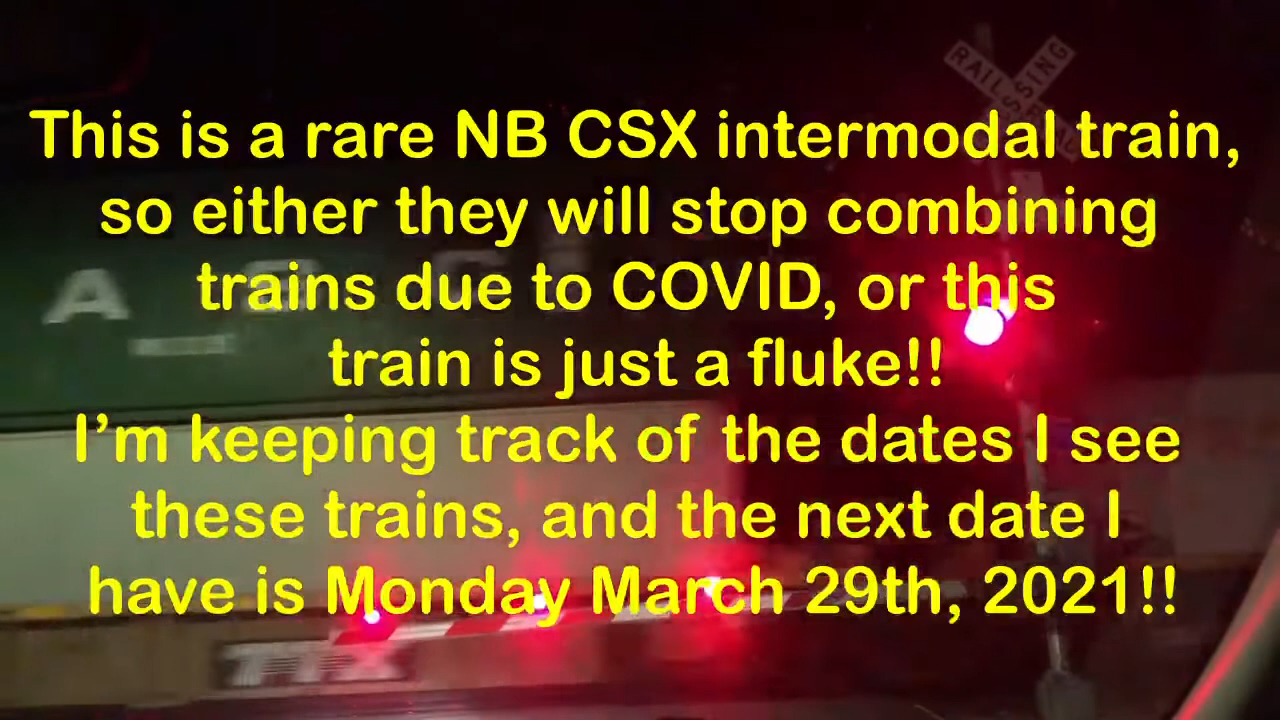 RAIL CROSSING
This is a rare NB CSX intermodal train,
so either they will stop combining
trains due to COVID, or this
train is just a fluke!!
I’m keeping track of the dates I see
these trains, and the next date I
have is Monday March 29th, 2021!!
TTX